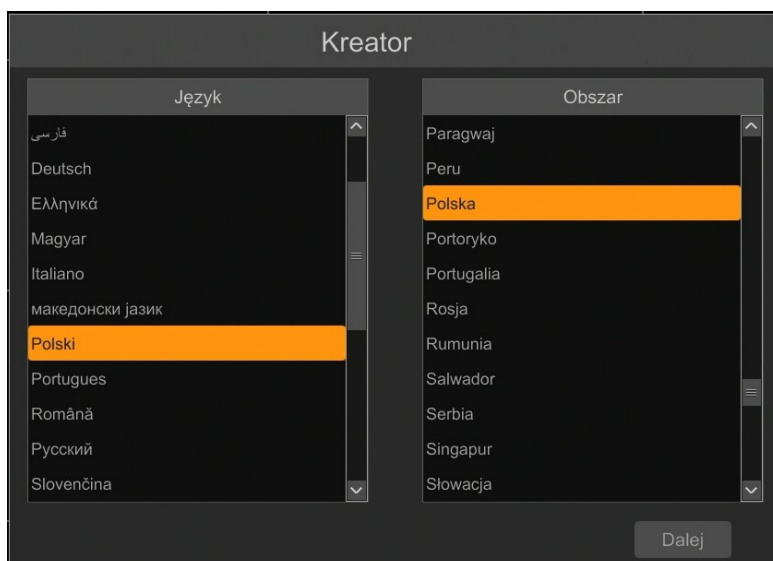 Kreator
Język
فارسی
Deutsch
Ελληνικά
Magyar
Italiano
македонски јазик
Polski
Portugues
Română
Русский
Slovenčina
Obszar
Paragwaj
Peru
Polska
Portoryko
Portugalia
Rosja
Rumunia
Salwador
Serbia
Singapur
Słowacja
Dalej